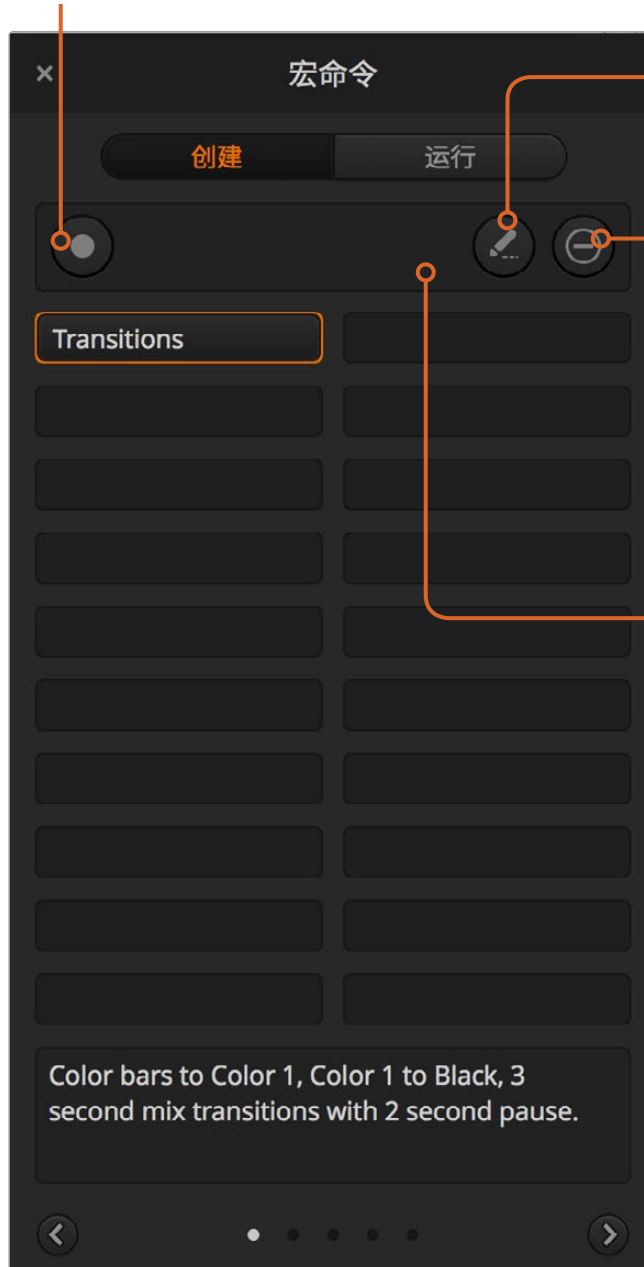 宏命令
创建
运行
Transitions
Color bars to Color 1, Color 1 to Black, 3
second mix transitions with 2 second pause.